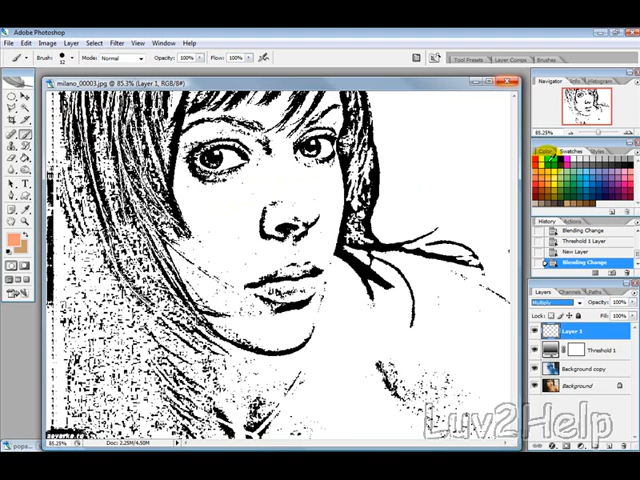 Adobe Photoshop
File Edit Image Layer Select Filter View Window Help
Brush: 12 Mode: Normal Opacity: 100% Flow: 100% Tool Presets Layer Comps Brushes
milano_00003.jpg @ 85.3% (Layer 1, RGB/8#)
Navigator Info Histogram
85.25%
Color Swatches Styles
History Actions
Blending Change
Threshold 1 Layer
New Layer
Blending Change
Layers Channels Paths
Multiply Opacity: 100%
Lock: Fill: 100%
Layer 1
Threshold 1
Background copy
Background
Luv2Help
85.25% Doc: 2.25M/4.50M